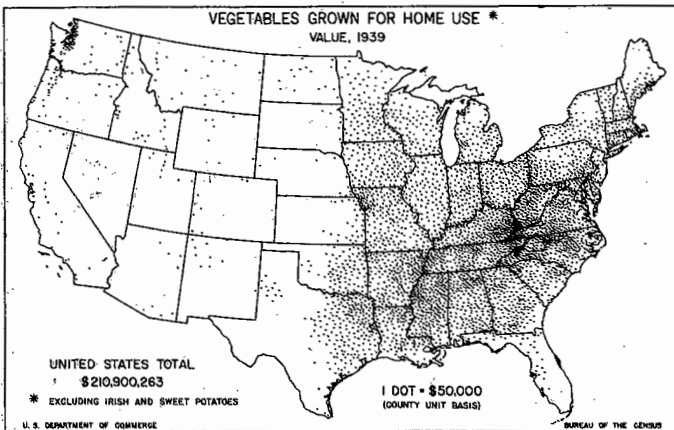 VEGETABLES GROWN FOR HOME USE *
VALUE, 1939
UNITED STATES TOTAL
$210,900,263
* EXCLUDING IRISH AND SWEET POTATOES
1 DOT = $50,000
(COUNTY UNIT BASIS)
U. S. DEPARTMENT OF COMMERCE
BUREAU OF THE CENSUS